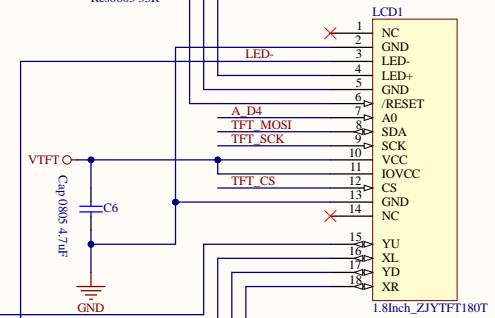 Res0805 33R
LCD1
1 NC
2 GND
LED- 3 LED-
4 LED+
5 GND
6 /RESET
A_D4 7 A0
TFT_MOSI 8 SDA
TFT_SCK 9 SCK
VTFT 10 VCC
11 IOVCC
TFT_CS 12 CS
13 GND
14 NC
Cap 0805 4.7uF
C6
15 YU
16 XL
17 YD
18 XR
GND
1.8Inch_ZJYTFT180T